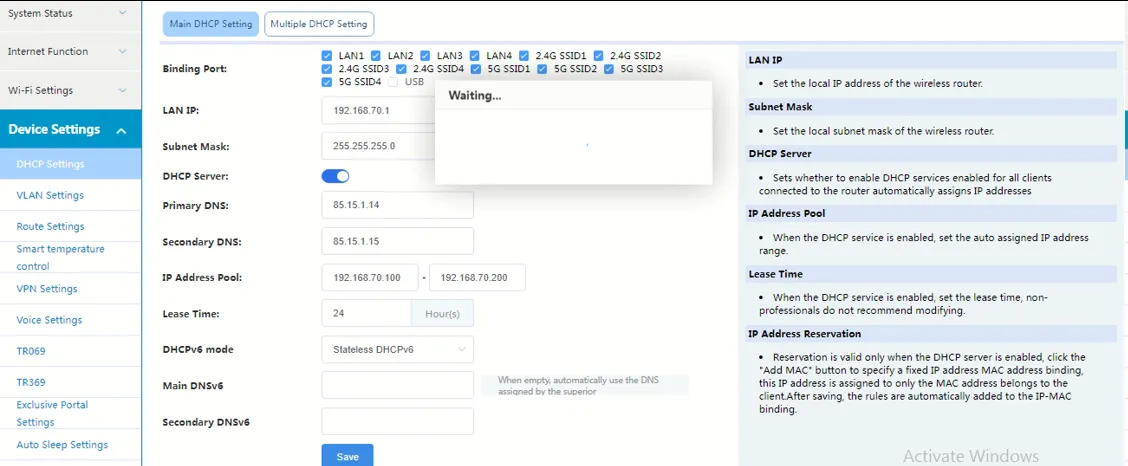 System Status
Internet Function
Wi-Fi Settings
Device Settings
DHCP Settings
VLAN Settings
Route Settings
Smart temperature
control
VPN Settings
Voice Settings
TR069
TR369
Exclusive Portal
Settings
Auto Sleep Settings
Main DHCP Setting
Multiple DHCP Setting
Binding Port:
LAN1 LAN2 LAN3 LAN4 2.4G SSID1 2.4G SSID2
2.4G SSID3 2.4G SSID4 5G SSID1 5G SSID2 5G SSID3
5G SSID4 USB
Waiting...
LAN IP: 192.168.70.1
Subnet Mask: 255.255.255.0
DHCP Server:
Primary DNS: 85.15.1.14
Secondary DNS: 85.15.1.15
IP Address Pool: 192.168.70.100 - 192.168.70.200
Lease Time: 24 Hour(s)
DHCPv6 mode Stateless DHCPv6
Main DNSv6
When empty, automatically use the DNS
assigned by the superior
Secondary DNSv6
Save
LAN IP
• Set the local IP address of the wireless router.
Subnet Mask
• Set the local subnet mask of the wireless router.
DHCP Server
• Sets whether to enable DHCP services enabled for all clients
connected to the router automatically assigns IP addresses
IP Address Pool
• When the DHCP service is enabled, set the auto assigned IP address
range.
Lease Time
• When the DHCP service is enabled, set the lease time, non-
professionals do not recommend modifying.
IP Address Reservation
• Reservation is valid only when the DHCP server is enabled, click the
"Add MAC" button to specify a fixed IP address MAC address binding,
this IP address is assigned to only the MAC address belongs to the
client.After saving, the rules are automatically added to the IP-MAC
binding.
Activate Windows